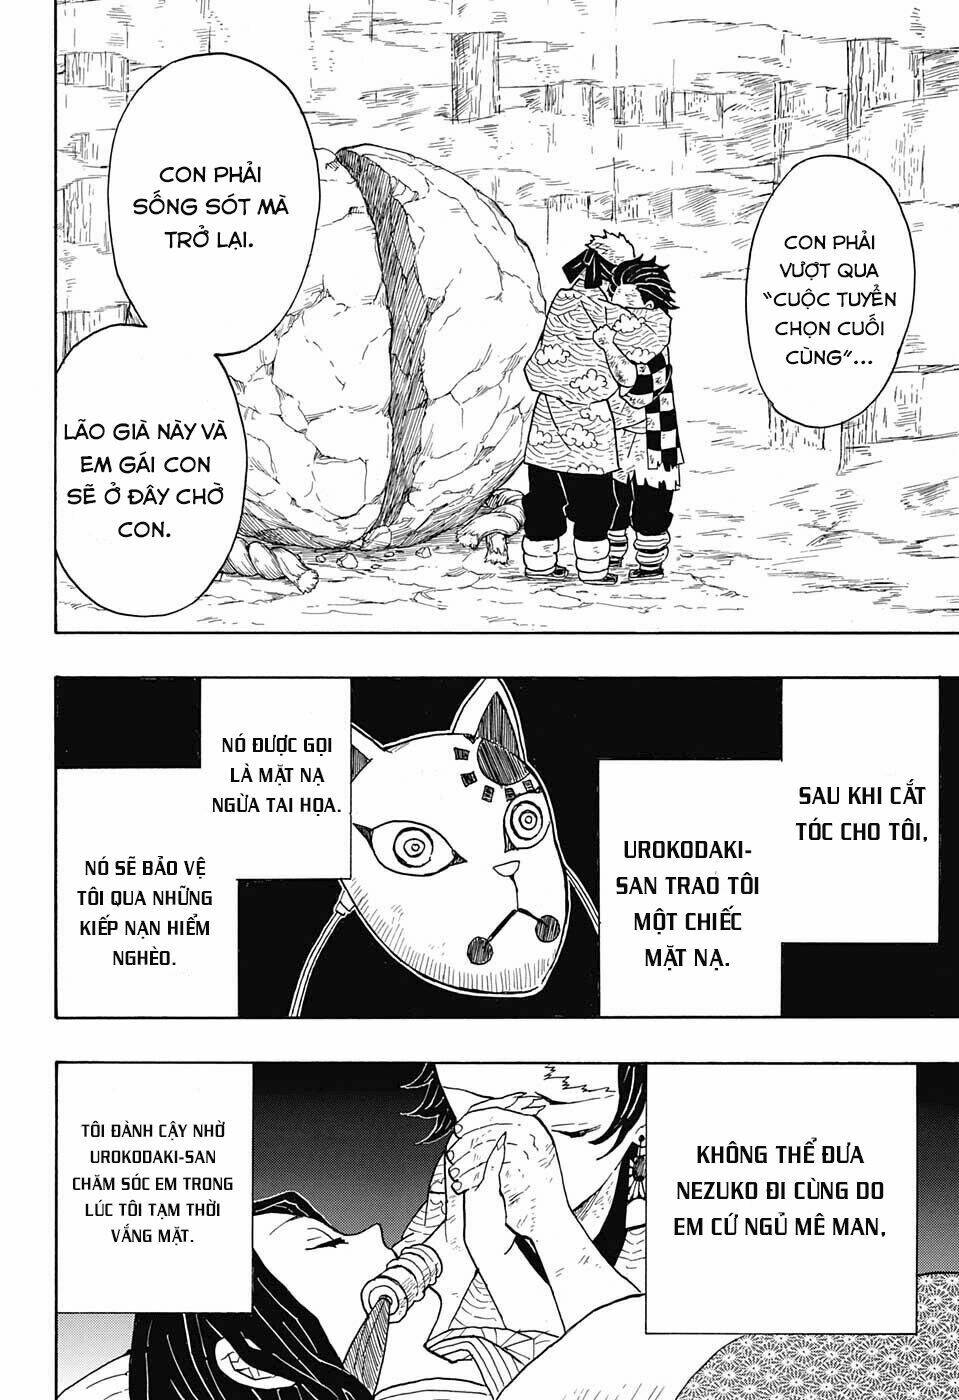 CON PHẢI
VƯỢT QUA
"CUỘC TUYỂN
CHỌN CUỐI
CÙNG"...
CON PHẢI
SỐNG SÓT MÀ
TRỞ LẠI.
LÃO GIÀ NÀY VÀ
EM GÁI CON
SẼ Ở ĐÂY CHỜ
CON.
SAU KHI CẮT
TÓC CHO TÔI,
UROKODAKI-
SAN TRAO TÔI
MỘT CHIẾC
MẶT NẠ.
NÓ ĐƯỢC GỌI
LÀ MẶT NẠ
NGỪA TAI HỌA.
NÓ SẼ BẢO VỆ
TÔI QUA NHỮNG
KIẾP NẠN HIỂM
NGHÈO.
KHÔNG THỂ ĐƯA
NEZUKO ĐI CÙNG DO
EM CỨ NGỦ MÊ MAN,
TÔI ĐÀNH CẬY NHỜ
UROKODAKI-SAN
CHĂM SÓC EM TRONG
LÚC TÔI TẠM THỜI
VẮNG MẶT.